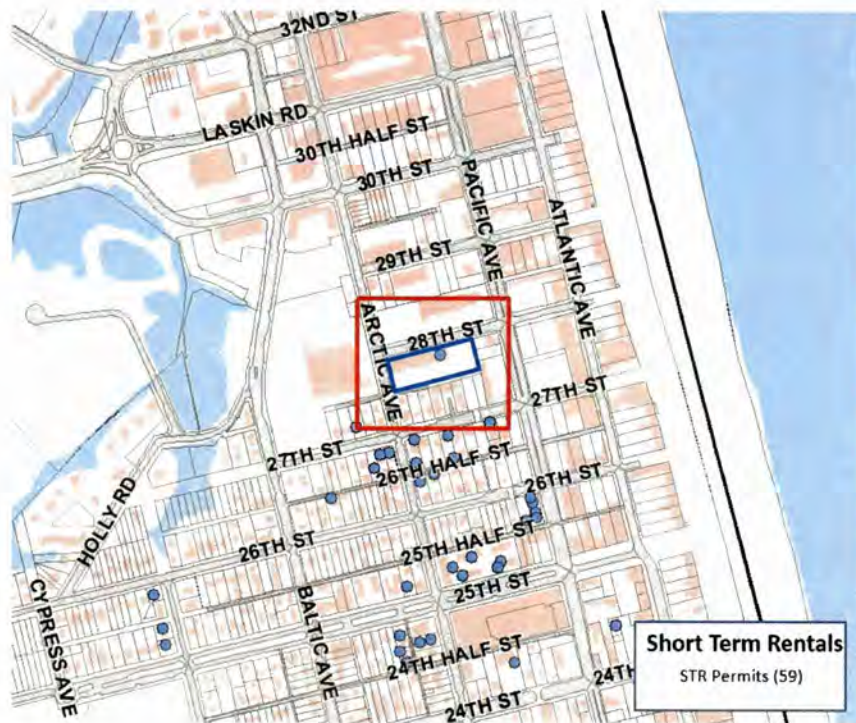 32ND ST
LASKIN RD
30TH HALF ST
30TH ST
PACIFIC AVE
ATLANTIC AVE
29TH ST
ARCTIC AVE
28TH ST
27TH ST
27TH ST
26TH HALF ST
26TH ST
HOLLY RD
26TH ST
25TH HALF ST
25TH ST
CYPRESS AVE
BALTIC AVE
24TH HALF ST
24TH ST
24TH
Short Term Rentals
STR Permits (59)